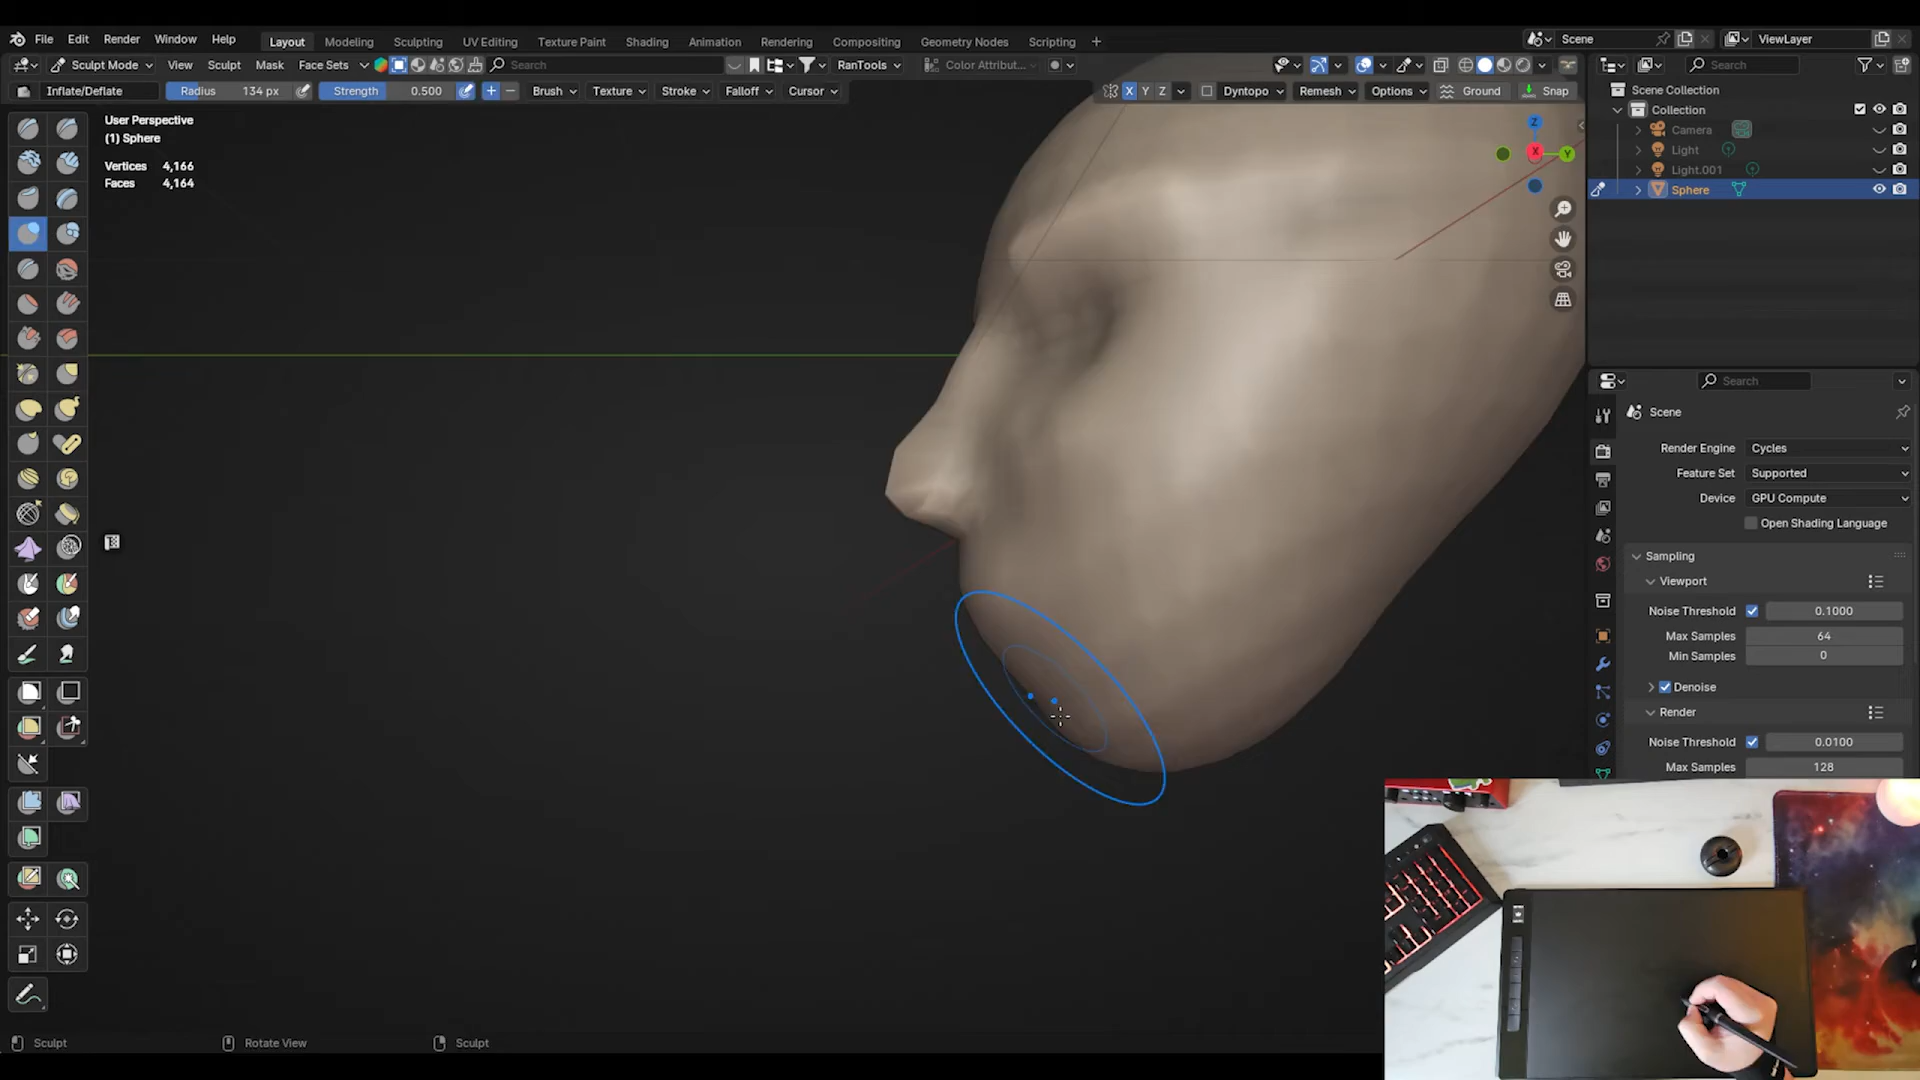 File Edit Render Window Help
Layout Modeling Sculpting UV Editing Texture Paint Shading Animation Rendering Compositing Geometry Nodes Scripting +
Scene
ViewLayer
Sculpt Mode View Sculpt Mask Face Sets
Search
RanTools
Color Attribut...
Search
Inflate/Deflate
Radius 134 px
Strength 0.500
Brush Texture Stroke Falloff Cursor
X Y Z
Dyntopo Remesh Options Ground Snap
Scene Collection
Collection
Camera
Light
Light.001
Sphere
User Perspective
(1) Sphere
Vertices 4,166
Faces 4,164
Z
X
Y
Search
Scene
Render Engine Cycles
Feature Set Supported
Device GPU Compute
Open Shading Language
Sampling
Viewport
Noise Threshold 0.1000
Max Samples 64
Min Samples 0
Denoise
Render
Noise Threshold 0.0100
Max Samples 128
Sculpt
Rotate View
Sculpt